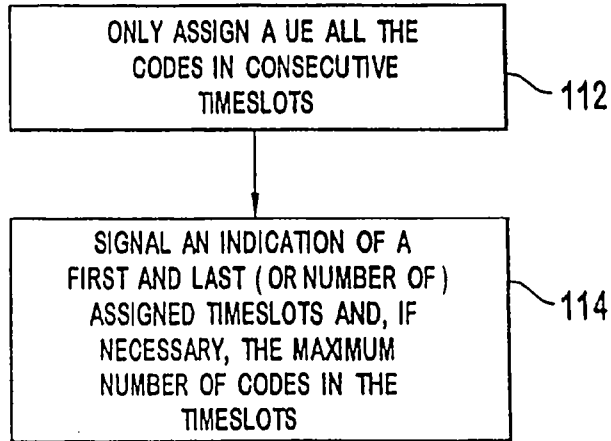 ONLY ASSIGN A UE ALL THE
CODES IN CONSECUTIVE
TIMESLOTS
112
SIGNAL AN INDICATION OF A
FIRST AND LAST (OR NUMBER OF)
ASSIGNED TIMESLOTS AND, IF
NECESSARY, THE MAXIMUM
NUMBER OF CODES IN THE
TIMESLOTS
114